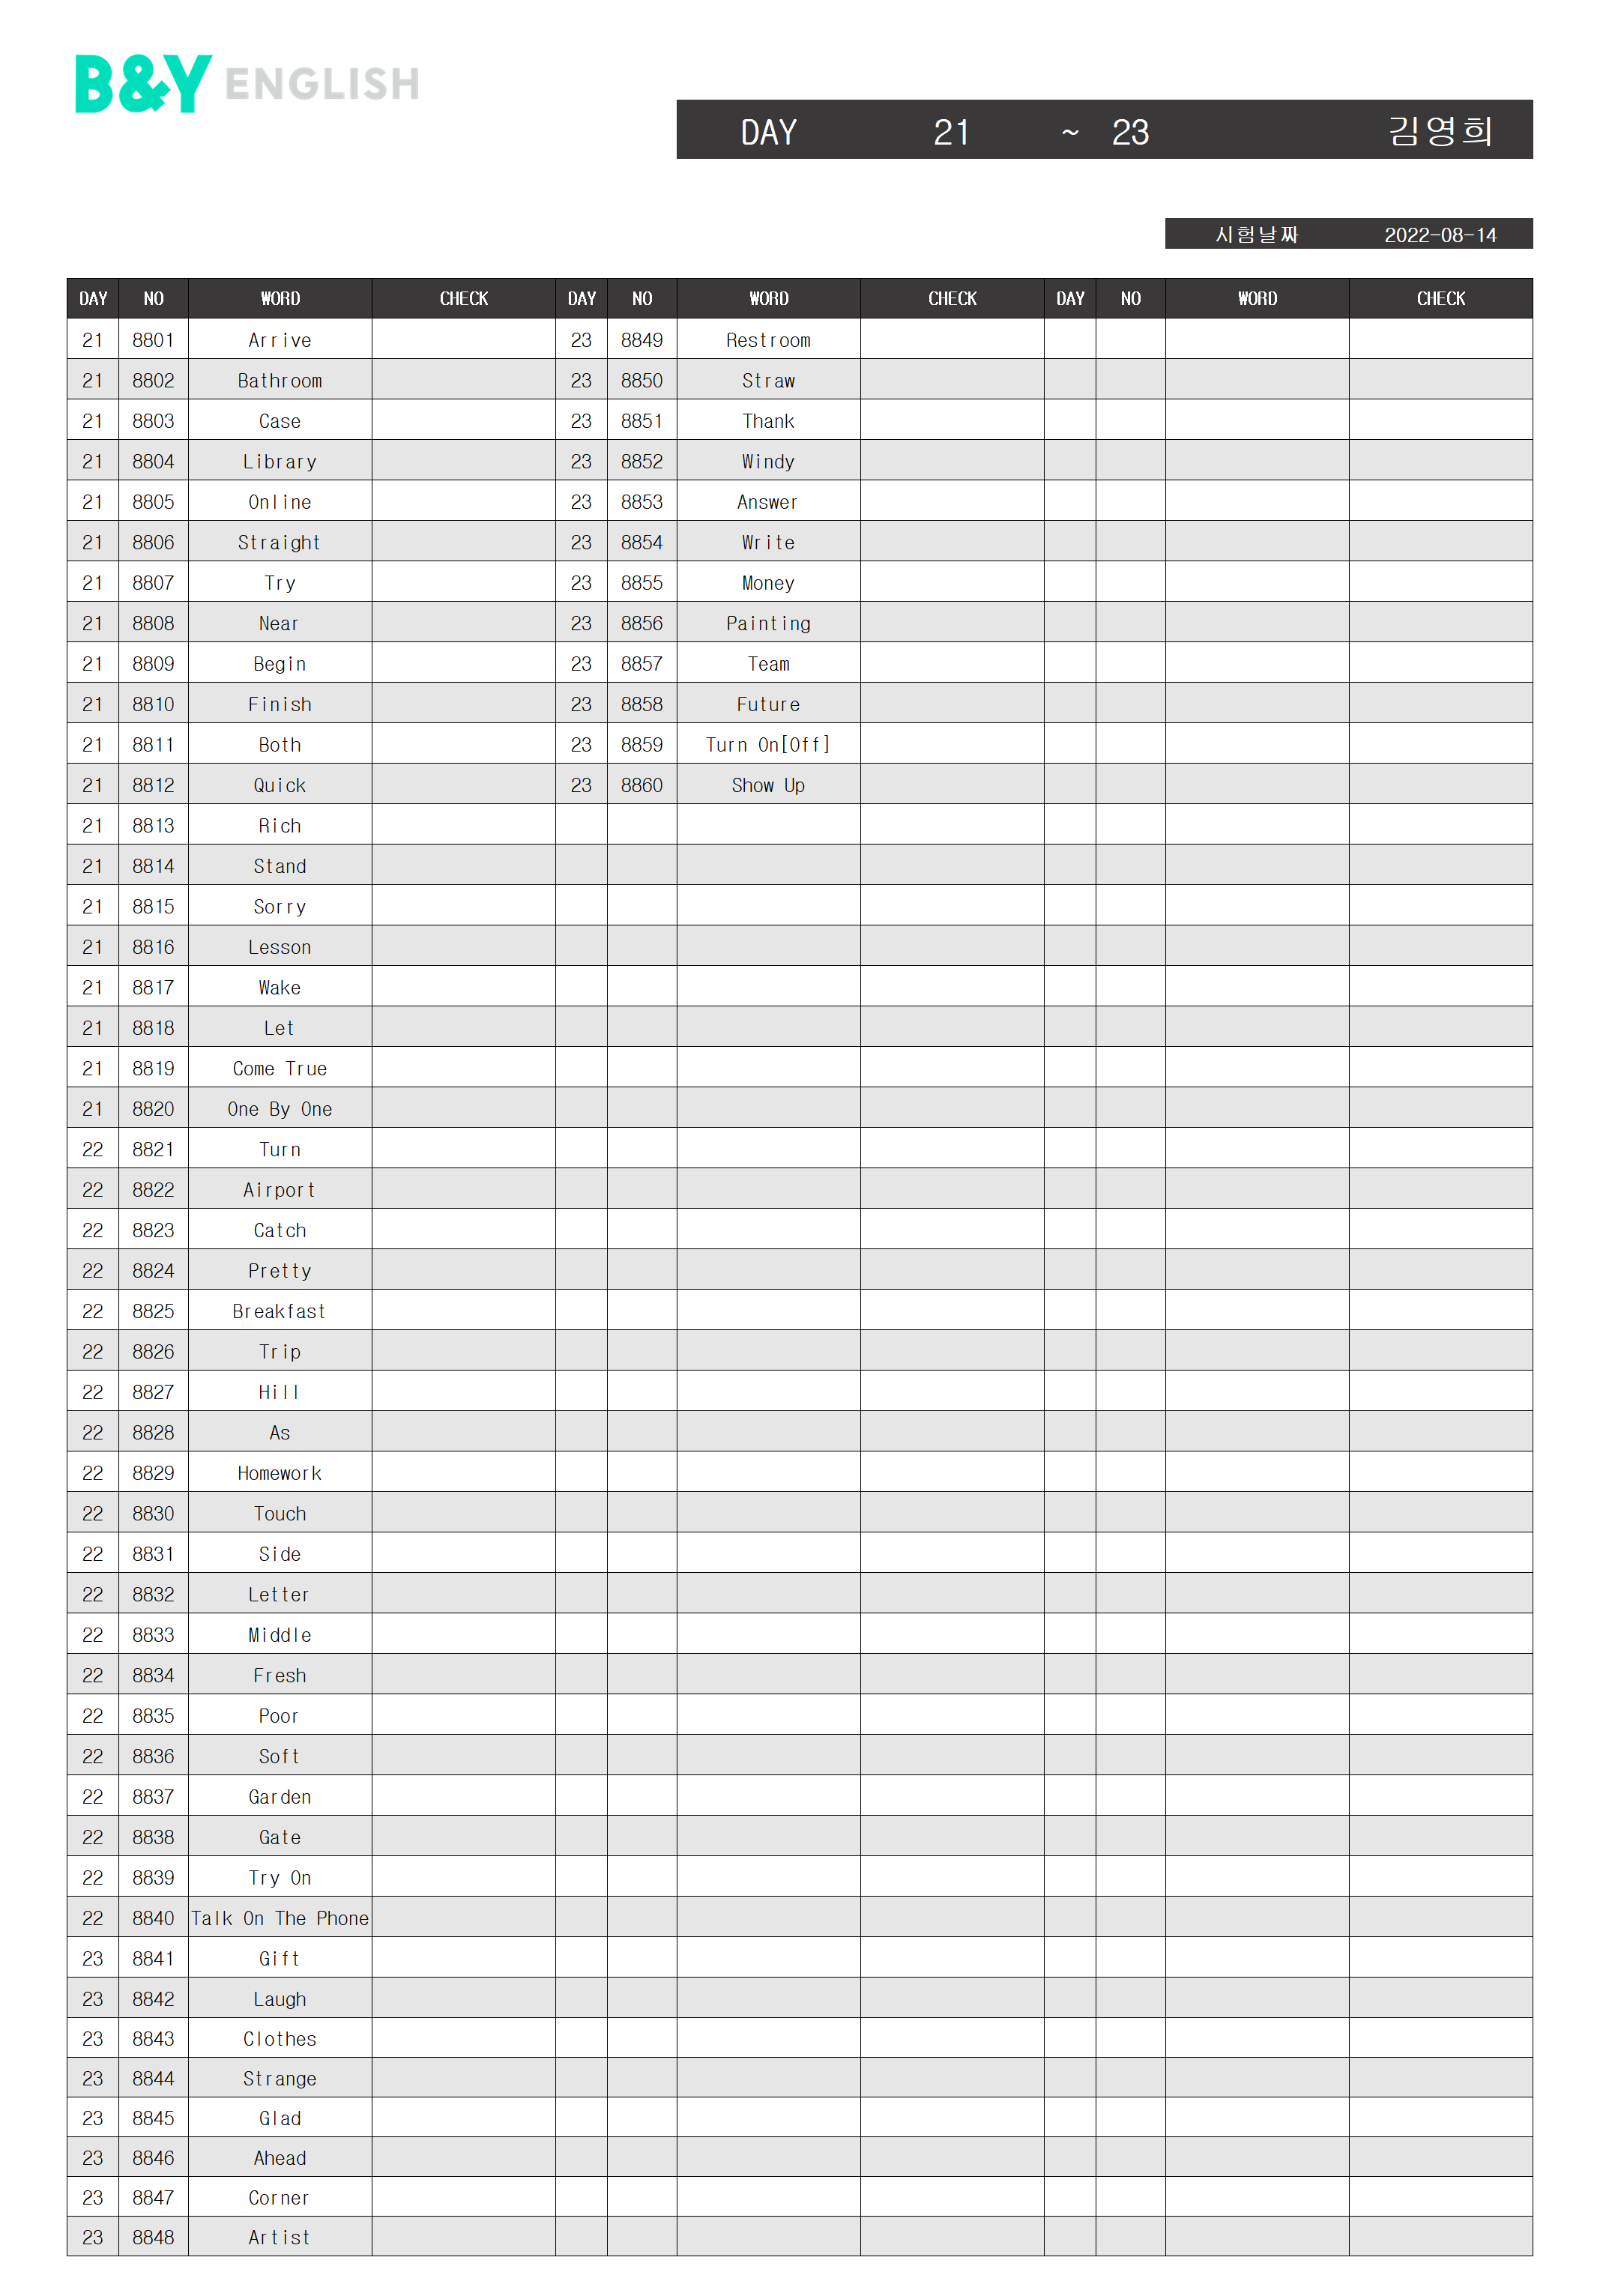 B&Y ENGLISH
DAY 21 ~ 23 김영희
시험날짜 2022-08-14
DAY NO WORD CHECK DAY NO WORD CHECK DAY NO WORD CHECK
21 8801 Arrive 23 8849 Restroom
21 8802 Bathroom 23 8850 Straw
21 8803 Case 23 8851 Thank
21 8804 Library 23 8852 Windy
21 8805 Online 23 8853 Answer
21 8806 Straight 23 8854 Write
21 8807 Try 23 8855 Money
21 8808 Near 23 8856 Painting
21 8809 Begin 23 8857 Team
21 8810 Finish 23 8858 Future
21 8811 Both 23 8859 Turn On[Off]
21 8812 Quick 23 8860 Show Up
21 8813 Rich
21 8814 Stand
21 8815 Sorry
21 8816 Lesson
21 8817 Wake
21 8818 Let
21 8819 Come True
21 8820 One By One
22 8821 Turn
22 8822 Airport
22 8823 Catch
22 8824 Pretty
22 8825 Breakfast
22 8826 Trip
22 8827 Hill
22 8828 As
22 8829 Homework
22 8830 Touch
22 8831 Side
22 8832 Letter
22 8833 Middle
22 8834 Fresh
22 8835 Poor
22 8836 Soft
22 8837 Garden
22 8838 Gate
22 8839 Try On
22 8840 Talk On The Phone
23 8841 Gift
23 8842 Laugh
23 8843 Clothes
23 8844 Strange
23 8845 Glad
23 8846 Ahead
23 8847 Corner
23 8848 Artist